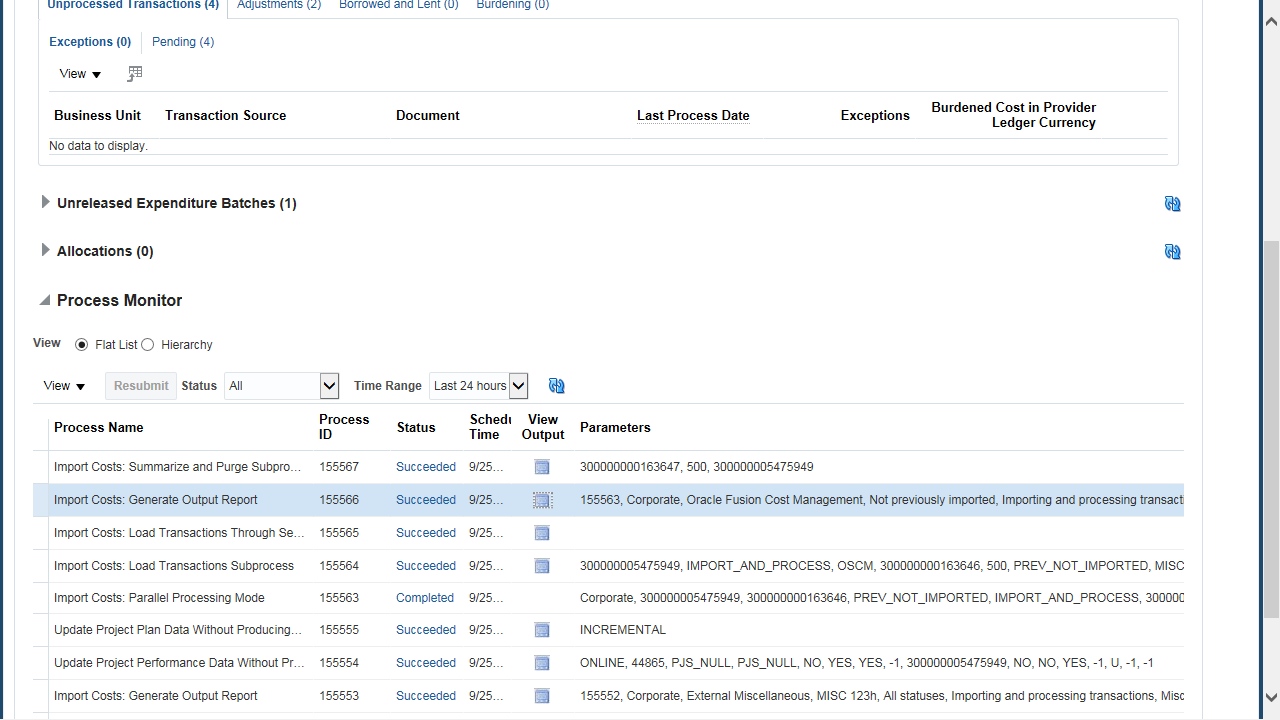 Unprocessed Transactions (4) Adjustments (2) Borrowed and Lent (0) Burdening (0)
Exceptions (0) Pending (4)
View
Business Unit Transaction Source Document Last Process Date Exceptions Burdened Cost in Provider Ledger Currency
No data to display.
Unreleased Expenditure Batches (1)
Allocations (0)
Process Monitor
View Flat List Hierarchy
View Resubmit Status All Time Range Last 24 hours
Process Name Process ID Status Schedu Time View Output Parameters
Import Costs: Summarize and Purge Subpro... 155567 Succeeded 9/25... 300000000163647, 500, 300000005475949
Import Costs: Generate Output Report 155566 Succeeded 9/25... 155563, Corporate, Oracle Fusion Cost Management, Not previously imported, Importing and processing transacti
Import Costs: Load Transactions Through Se... 155565 Succeeded 9/25...
Import Costs: Load Transactions Subprocess 155564 Succeeded 9/25... 300000005475949, IMPORT_AND_PROCESS, OSCM, 300000000163646, 500, PREV_NOT_IMPORTED, MISC
Import Costs: Parallel Processing Mode 155563 Completed 9/25... Corporate, 300000005475949, 300000000163646, PREV_NOT_IMPORTED, IMPORT_AND_PROCESS, 300000
Update Project Plan Data Without Producing... 155555 Succeeded 9/25... INCREMENTAL
Update Project Performance Data Without Pr... 155554 Succeeded 9/25... ONLINE, 44865, PJS_NULL, PJS_NULL, NO, YES, YES, -1, 300000005475949, NO, NO, YES, -1, U, -1, -1
Import Costs: Generate Output Report 155553 Succeeded 9/25... 155552, Corporate, External Miscellaneous, MISC 123h, All statuses, Importing and processing transactions, Misc